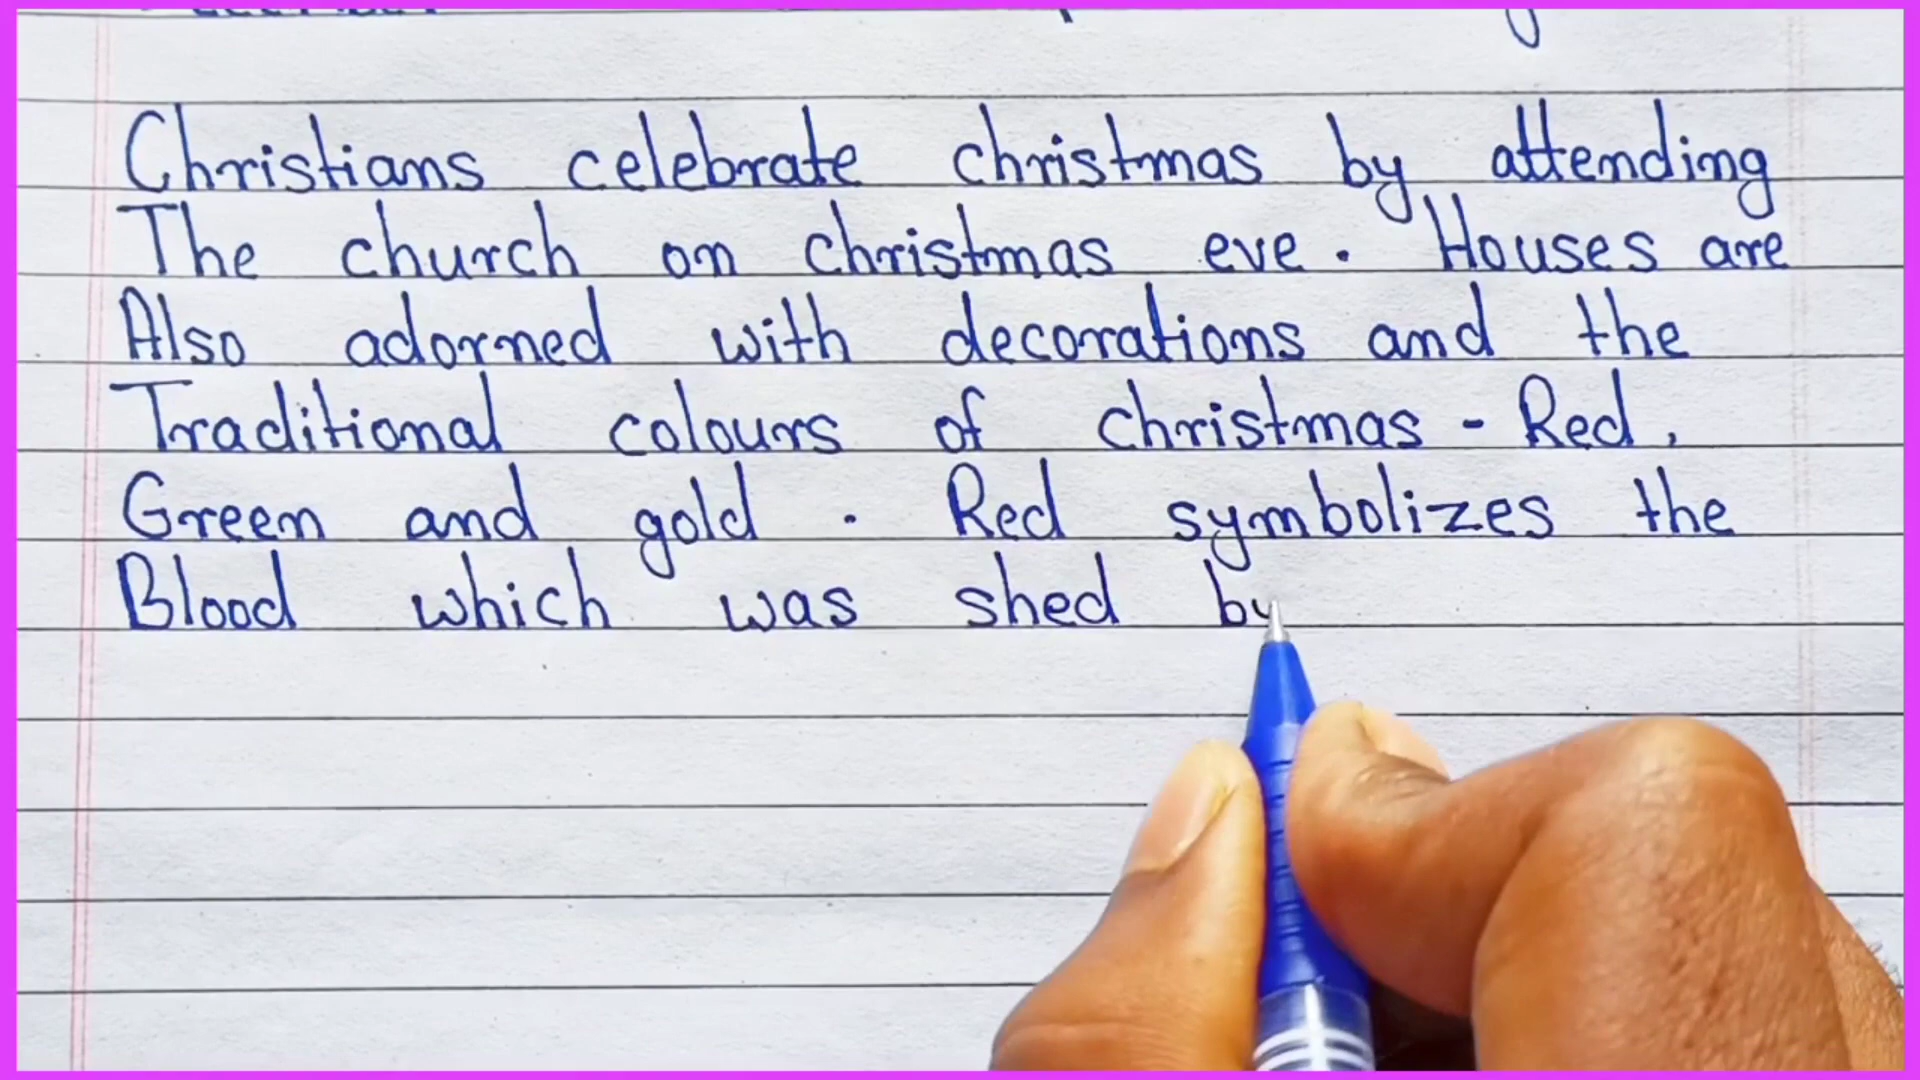 Christians celebrate christmas by attending
The church on christmas eve. Houses are
Also adorned with decorations and the
Traditional colours of christmas - Red,
Green and gold. Red symbolizes the
Blood which was shed by